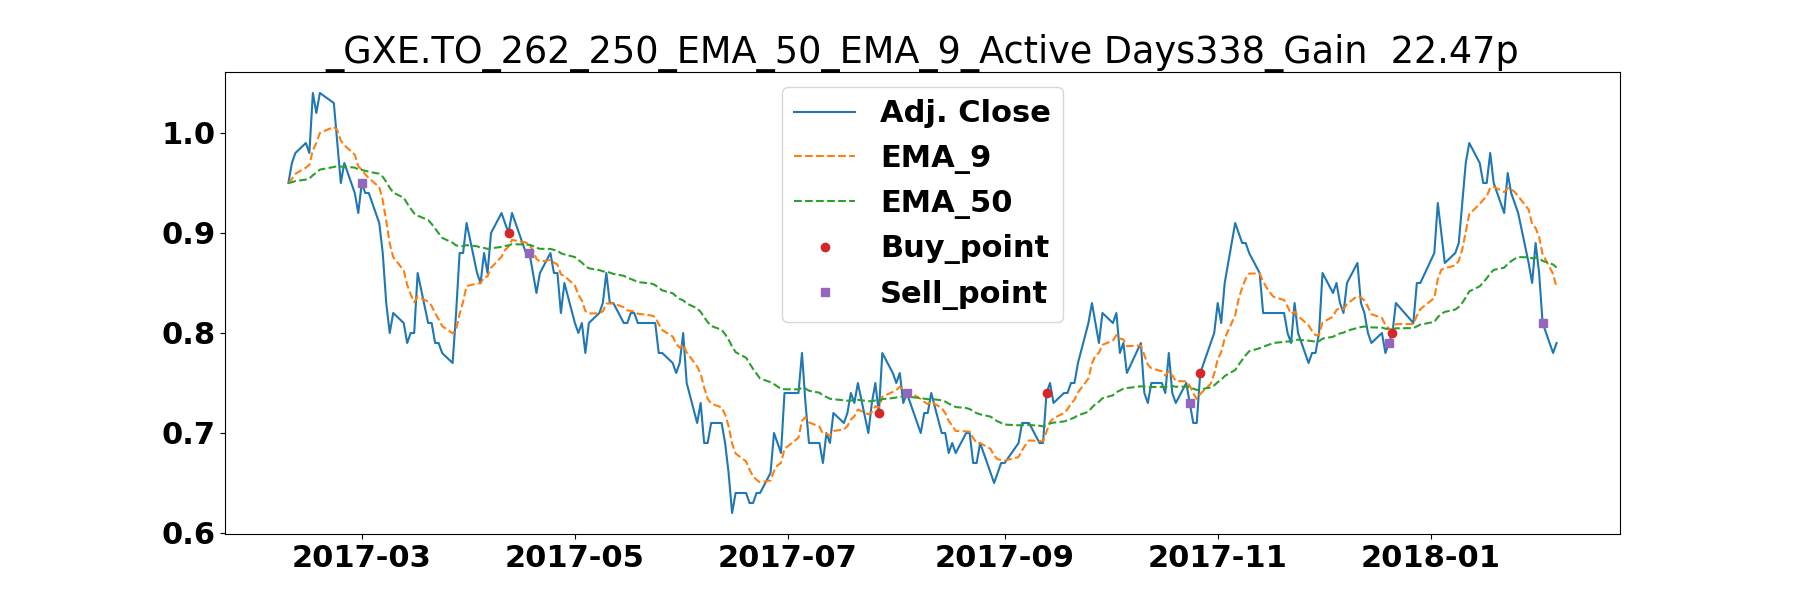 _GXE.TO_262_250_EMA_50_EMA_9_Active Days338_Gain  22.47p
Adj. Close
EMA_9
EMA_50
Buy_point
Sell_point
1.0
0.9
0.8
0.7
0.6
2017-03 2017-05 2017-07 2017-09 2017-11 2018-01